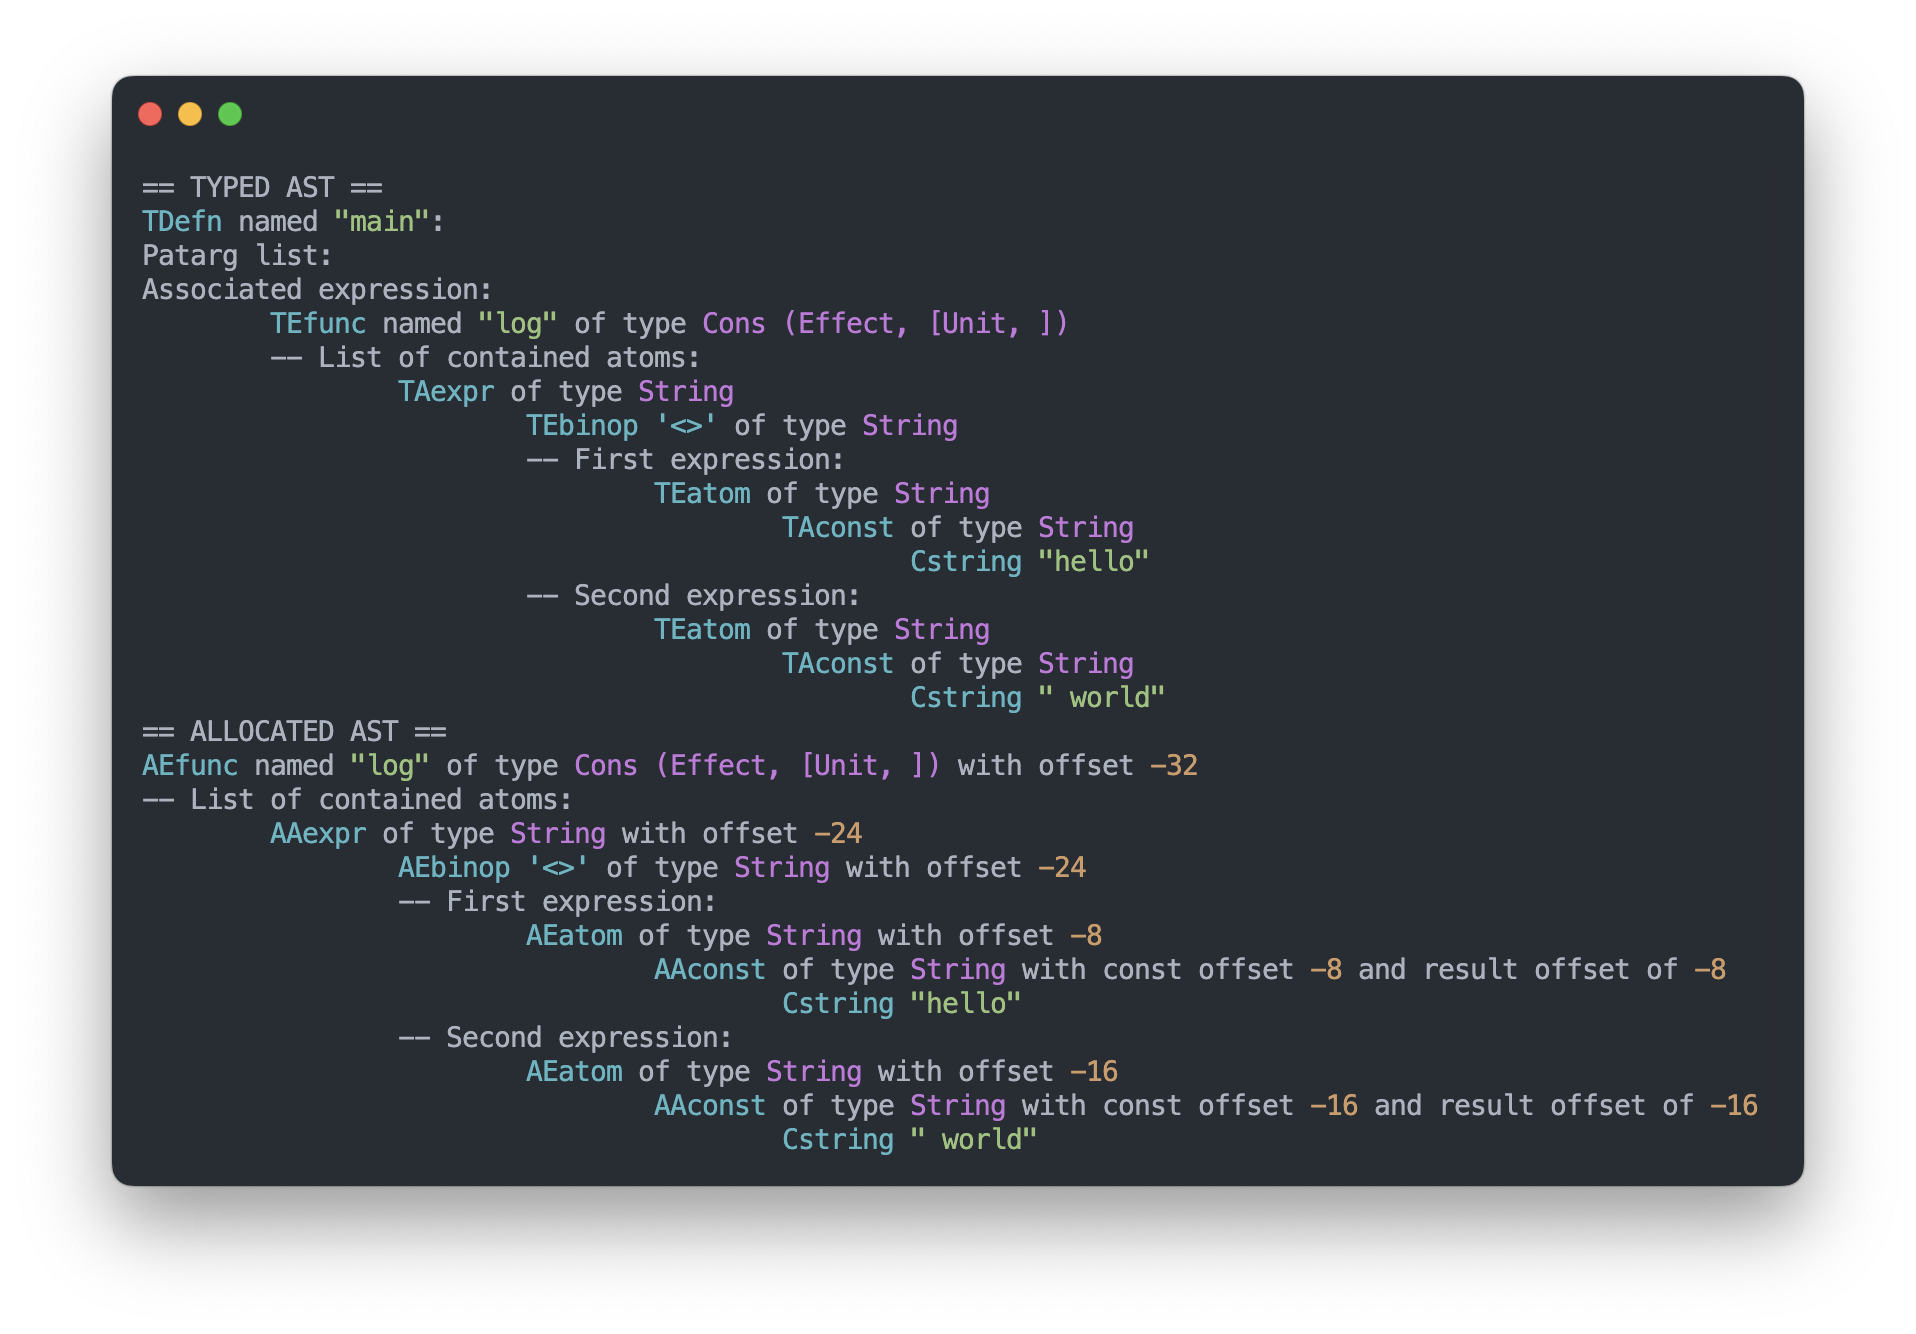 == TYPED AST ==
TDefn named "main":
Patarg list:
Associated expression:
        TEfunc named "log" of type Cons (Effect, [Unit, ])
        -- List of contained atoms:
                TAexpr of type String
                        TEbinop '<>' of type String
                        -- First expression:
                                TEatom of type String
                                        TAconst of type String
                                                Cstring "hello"
                        -- Second expression:
                                TEatom of type String
                                        TAconst of type String
                                                Cstring " world"
== ALLOCATED AST ==
AEfunc named "log" of type Cons (Effect, [Unit, ]) with offset -32
-- List of contained atoms:
        AAexpr of type String with offset -24
                AEbinop '<>' of type String with offset -24
                -- First expression:
                        AEatom of type String with offset -8
                                AAconst of type String with const offset -8 and result offset of -8
                                        Cstring "hello"
                -- Second expression:
                        AEatom of type String with offset -16
                                AAconst of type String with const offset -16 and result offset of -16
                                        Cstring " world"